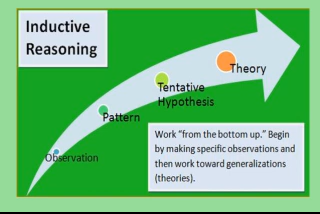 Inductive
Reasoning
Theory
Tentative
Hypothesis
Pattern
Observation
Work "from the bottom up." Begin
by making specific observations and
then work toward generalizations
(theories).